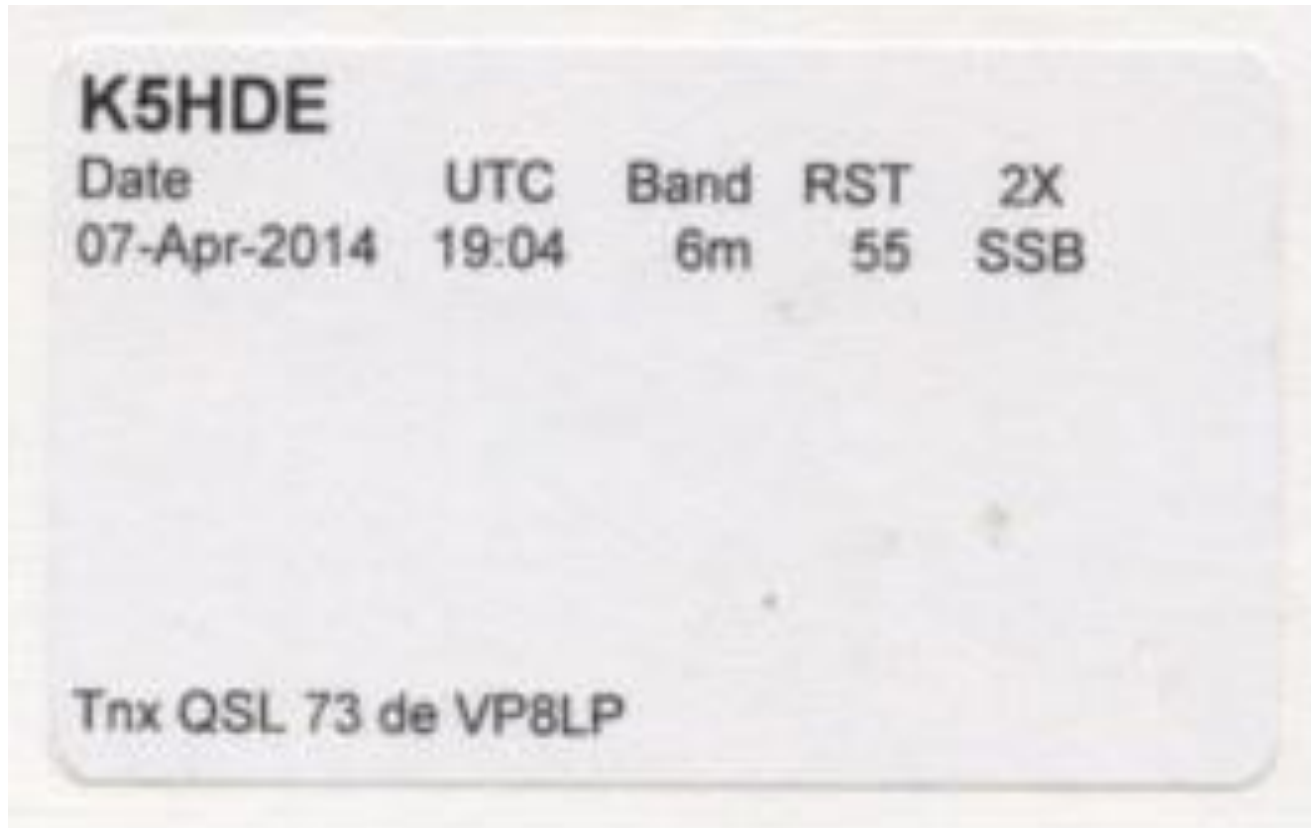 K5HDE
Date UTC Band RST 2X
07-Apr-2014 19:04 6m 55 SSB
Tnx QSL 73 de VP8LP